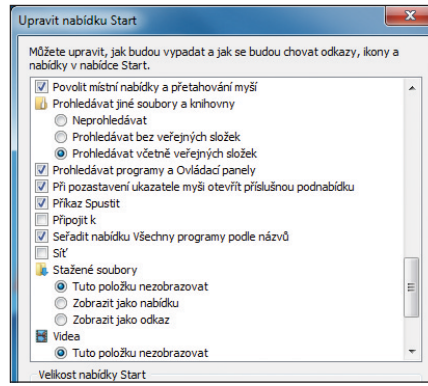 Upravit nabídku Start
Můžete upravit, jak budou vypadat a jak se budou chovat odkazy, ikony a
nabídky v nabídce Start.
Povolit místní nabídky a přetahování myší
Prohledávat jiné soubory a knihovny
Neprohledávat
Prohledávat bez veřejných složek
Prohledávat včetně veřejných složek
Prohledávat programy a Ovládací panely
Při pozastavení ukazatele myši otevřít příslušnou podnabídku
Příkaz Spustit
Připojit k
Seřadit nabídku Všechny programy podle názvů
Síť
Stažené soubory
Tuto položku nezobrazovat
Zobrazit jako nabídku
Zobrazit jako odkaz
Videa
Tuto položku nezobrazovat
Velikost nabídky Start